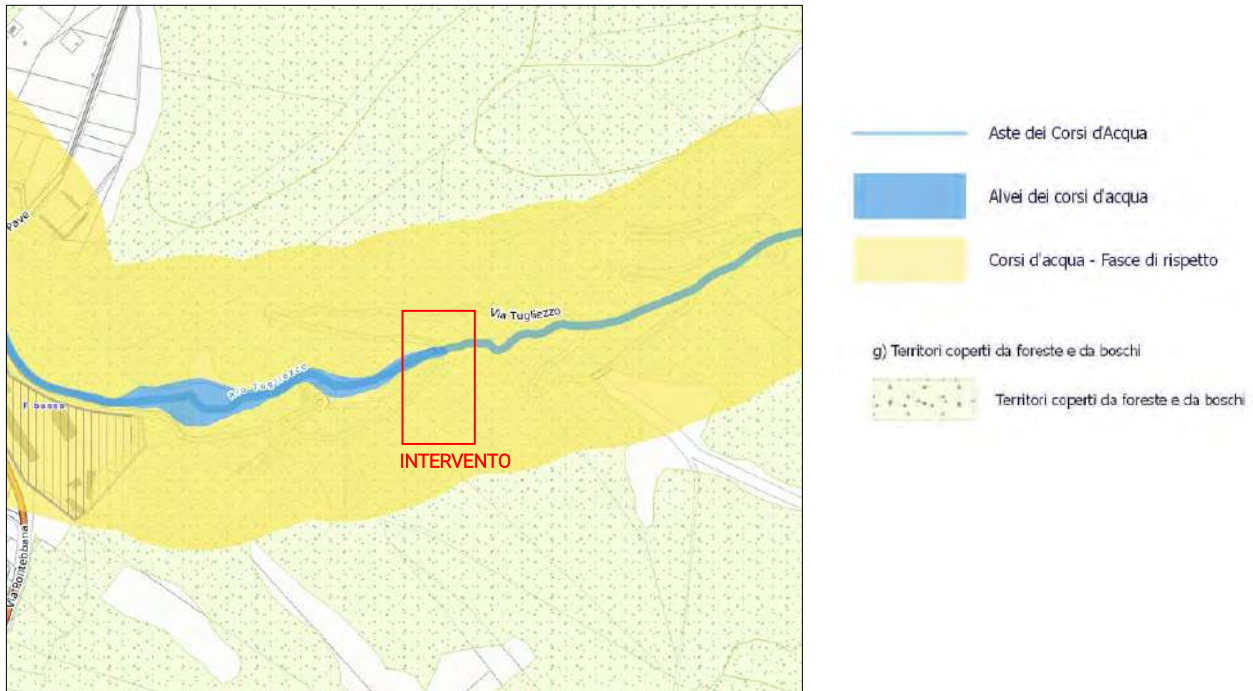 Pave
Via Tugliezzo
Rio Tugliezzo
INTERVENTO
Via Pontebbana
Aste dei Corsi d'Acqua
Alvei dei corsi d'acqua
Corsi d'acqua - Fasce di rispetto
g) Territori coperti da foreste e da boschi
Territori coperti da foreste e da boschi